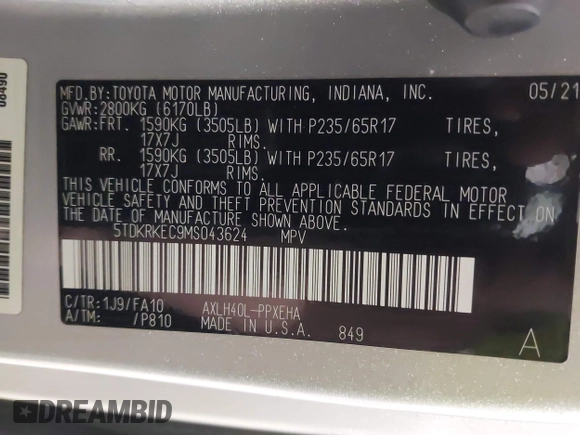 08490
MFD.BY:TOYOTA MOTOR MANUFACTURING, INDIANA, INC. 05/21
GVWR:2800KG (6170LB)
GAWR:FRT. 1590KG (3505LB) WITH P235/65R17 TIRES,
17X7J RIMS.
RR. 1590KG (3505LB) WITH P235/65R17 TIRES,
17X7J RIMS.
THIS VEHICLE CONFORMS TO ALL APPLICABLE FEDERAL MOTOR
VEHICLE SAFETY AND THEFT PREVENTION STANDARDS IN EFFECT ON
THE DATE OF MANUFACTURE SHOWN ABOVE.
5TDKRKEC9MS043624 MPV
C/TR:1J9/FA10 AXLH40L-PPXEHA
A/TM: /P810 MADE IN U.S.A. 849 A
DREAMBID